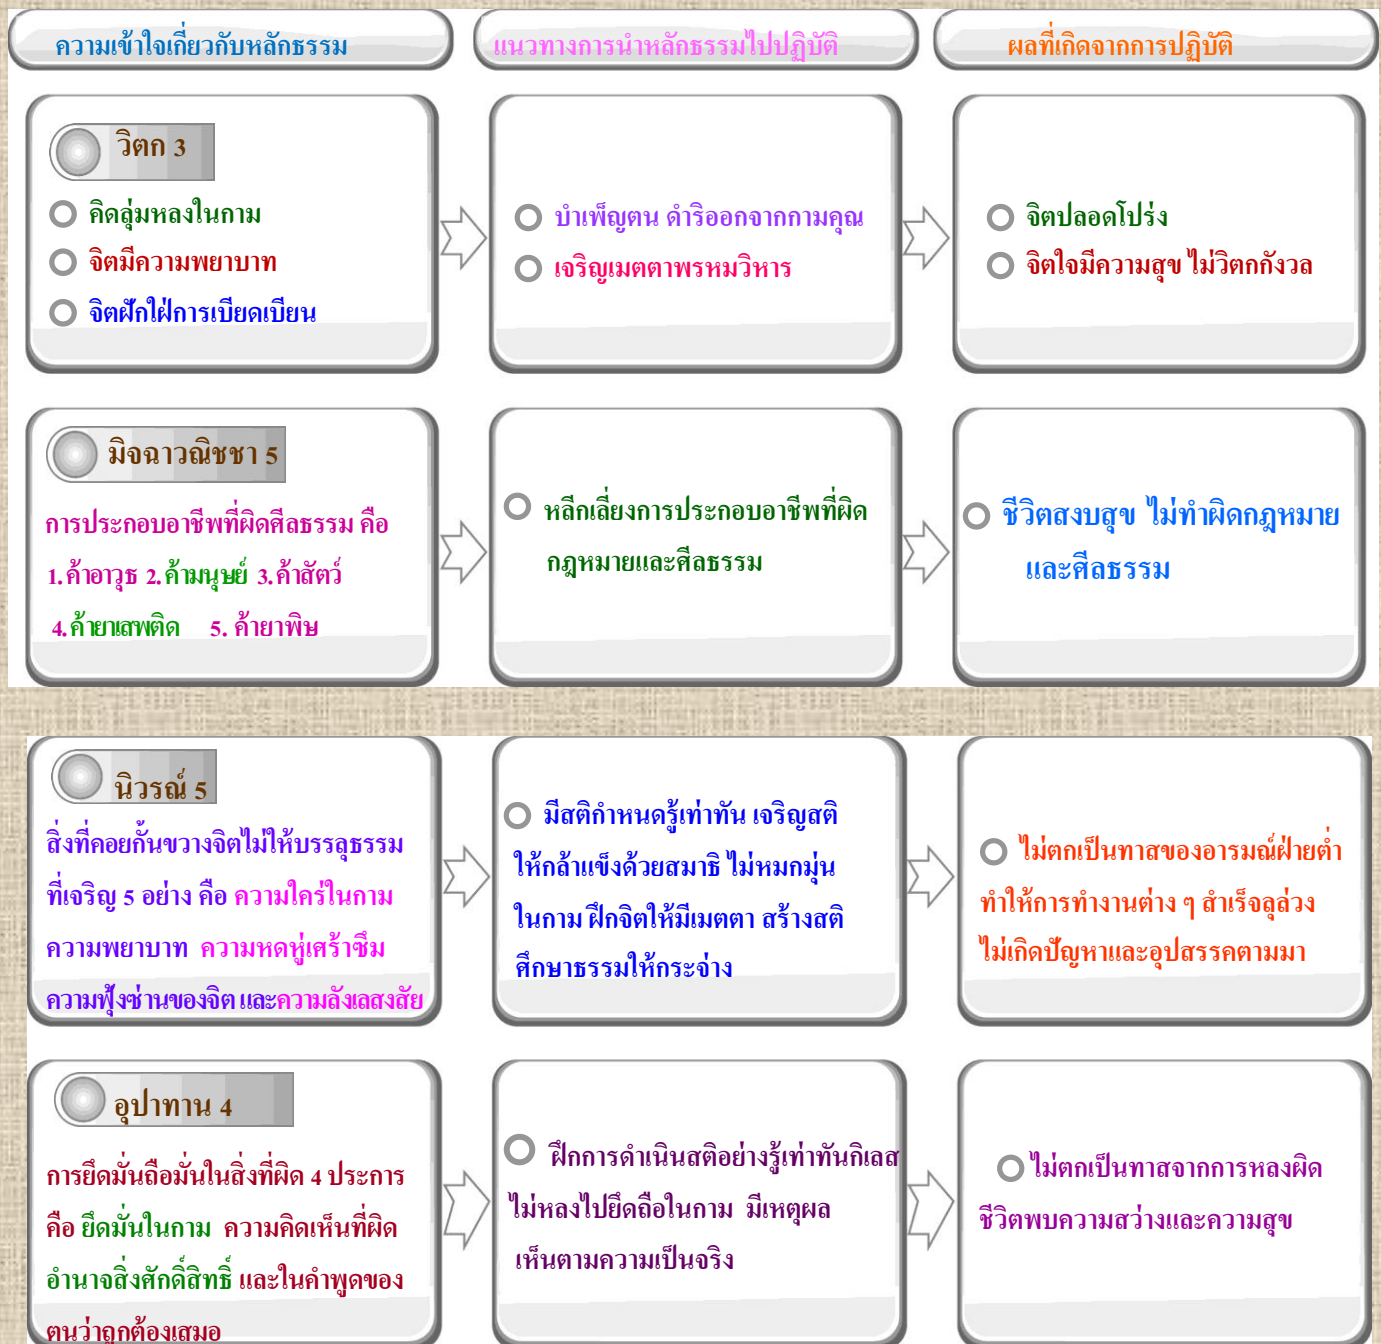 ความเข้าใจเกี่ยวกับหลักธรรม
แนวทางการนำหลักธรรมไปปฏิบัติ
ผลที่เกิดจากการปฏิบัติ
วิตก 3
คิดลุ่มหลงในกาม
จิตมีความพยาบาท
จิตฝักใฝ่การเบียดเบียน
บำเพ็ญตน ดำริออกจากกามคุณ
เจริญเมตตาพรหมวิหาร
จิตปลอดโปร่ง
จิตใจมีความสุข ไม่วิตกกังวล
มิจฉาวณิชชา 5
การประกอบอาชีพที่ผิดศีลธรรม คือ
1.ค้าอาวุธ 2.ค้ามนุษย์ 3.ค้าสัตว์
4.ค้ายาเสพติด 5. ค้ายาพิษ
หลีกเลี่ยงการประกอบอาชีพที่ผิด
กฎหมายและศีลธรรม
ชีวิตสงบสุข ไม่ทำผิดกฎหมาย
และศีลธรรม
นิวรณ์ 5
สิ่งที่คอยกั้นขวางจิตไม่ให้บรรลุธรรม
ที่เจริญ 5 อย่าง คือ ความใคร่ในกาม
ความพยาบาท ความหดหู่เศร้าซึม
ความฟุ้งซ่านของจิต และความลังเลสงสัย
มีสติกำหนดรู้เท่าทัน เจริญสติ
ให้กล้าแข็งด้วยสมาธิ ไม่หมกมุ่น
ในกาม ฝึกจิตให้มีเมตตา สร้างสติ
ศึกษาธรรมให้กระจ่าง
ไม่ตกเป็นทาสของอารมณ์ฝ่ายต่ำ
ทำให้การทำงานต่าง ๆ สำเร็จลุล่วง
ไม่เกิดปัญหาและอุปสรรคตามมา
อุปาทาน 4
การยึดมั่นถือมั่นในสิ่งที่ผิด 4 ประการ
คือ ยึดมั่นในกาม ความคิดเห็นที่ผิด
อำนาจสิ่งศักดิ์สิทธิ์ และในคำพูดของ
ตนว่าถูกต้องเสมอ
ฝึกการดำเนินสติอย่างรู้เท่าทันกิเลส
ไม่หลงไปยึดถือในกาม มีเหตุผล
เห็นตามความเป็นจริง
ไม่ตกเป็นทาสจากการหลงผิด
ชีวิตพบความสว่างและความสุข